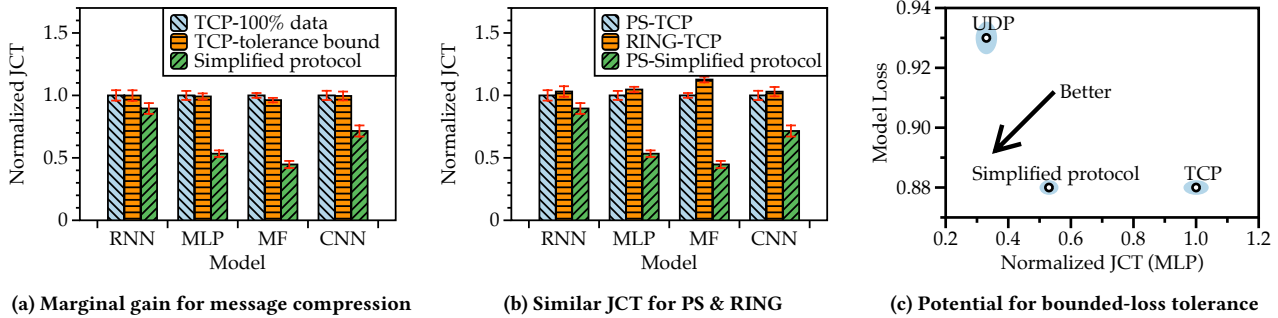 1.5
1.0
0.5
0
Normalized JCT
TCP-100% data
TCP-tolerance bound
Simplified protocol
RNN MLP MF CNN
Model
(a) Marginal gain for message compression
1.5
1.0
0.5
0
Normalized JCT
PS-TCP
RING-TCP
PS-Simplified protocol
RNN MLP MF CNN
Model
(b) Similar JCT for PS & RING
0.94
0.92
0.90
0.88
Model Loss
UDP
Better
Simplified protocol
TCP
0.2 0.4 0.6 0.8 1.0 1.2
Normalized JCT (MLP)
(c) Potential for bounded-loss tolerance